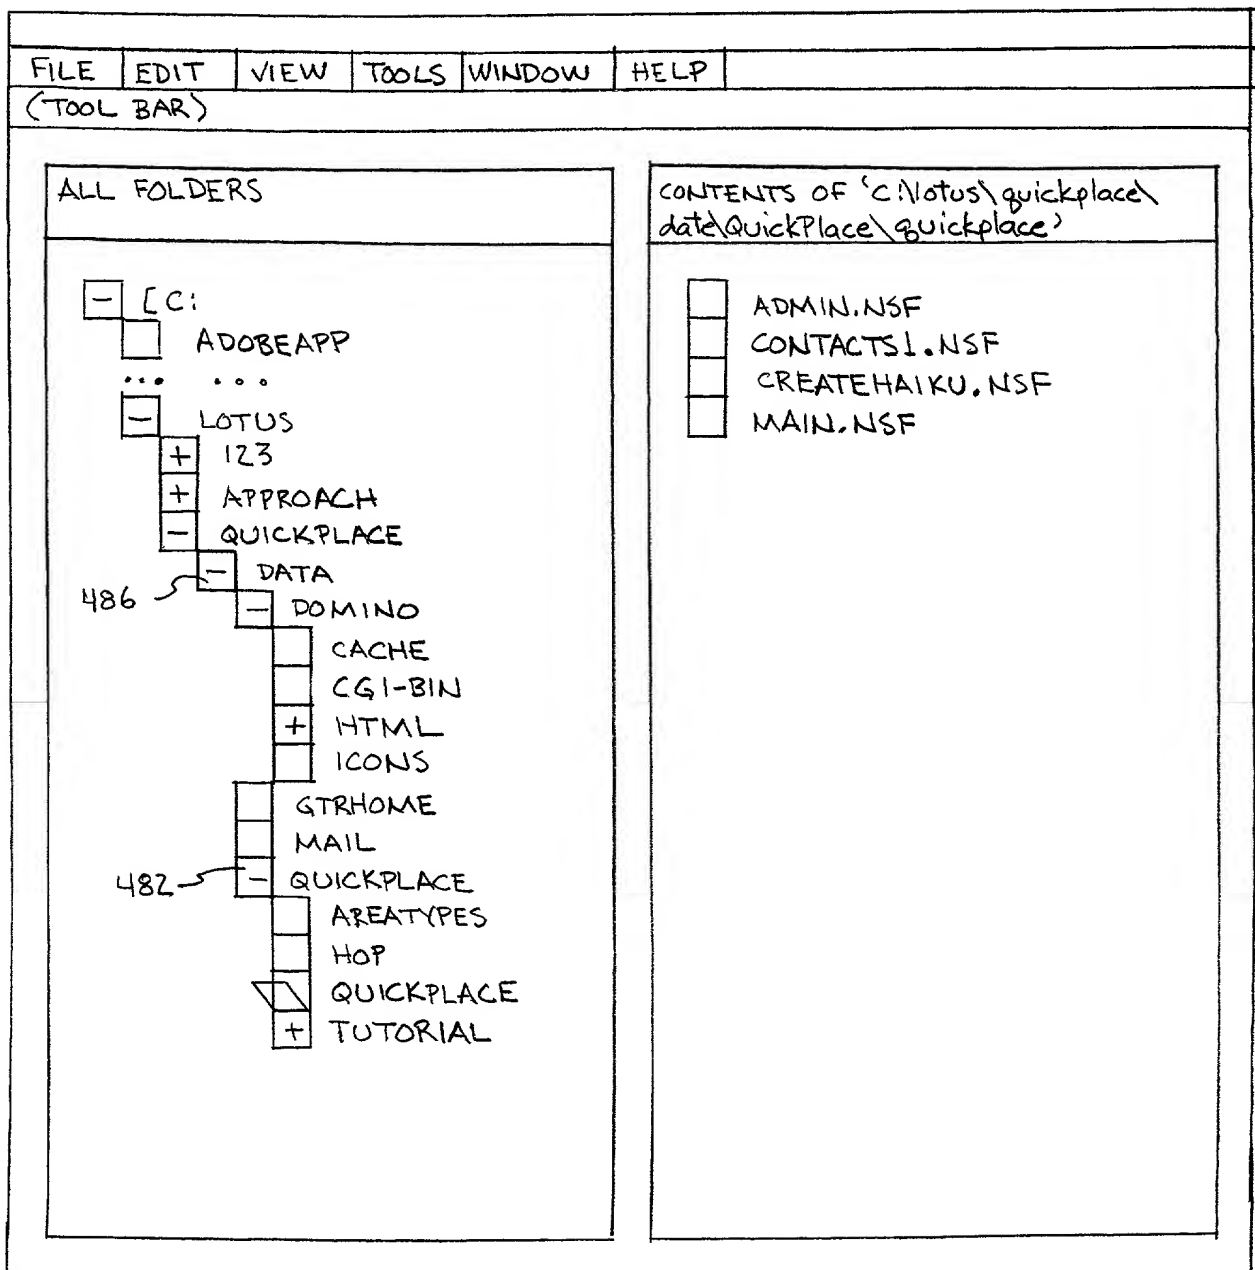 FILE EDIT VIEW TOOLS WINDOW HELP
(TOOL BAR)
ALL FOLDERS
[C:
ADOBEAPP
... ...
LOTUS
123
APPROACH
QUICKPLACE
DATA
486
DOMINO
CACHE
CGI-BIN
HTML
ICONS
GTRHOME
MAIL
482
QUICKPLACE
AREATYPES
HOP
QUICKPLACE
TUTORIAL
CONTENTS OF 'C:\lotus\quickplace\
date\QuickPlace\quickplace'
ADMIN.NSF
CONTACTS1.NSF
CREATEHAIKU.NSF
MAIN.NSF